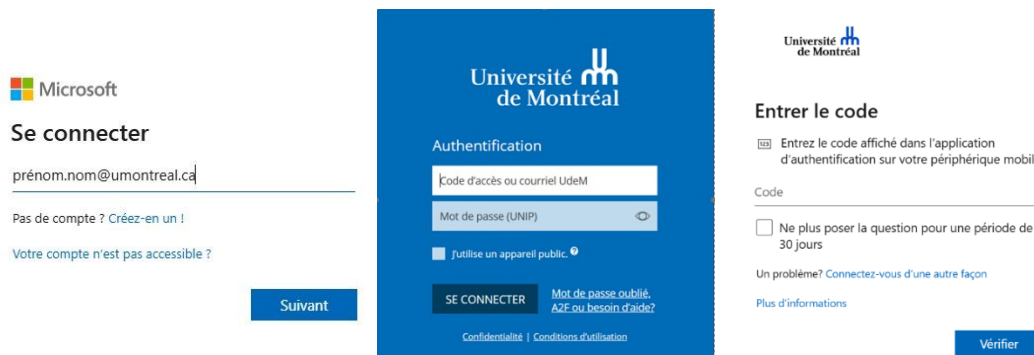 Microsoft
Se connecter
prénom.nom@umontreal.ca
Pas de compte ? Créez-en un !
Votre compte n'est pas accessible ?
Suivant
Université
de Montréal
Authentification
Code d'accès ou courriel UdeM
Mot de passe (UNIP)
J'utilise un appareil public.
SE CONNECTER
Mot de passe oublié,
A2F ou besoin d'aide?
Confidentialité | Conditions d'utilisation
Université
de Montréal
Entrer le code
123
Entrez le code affiché dans l'application
d'authentification sur votre périphérique mobil
Code
Ne plus poser la question pour une période de
30 jours
Un problème? Connectez-vous d'une autre façon
Plus d'informations
Vérifier